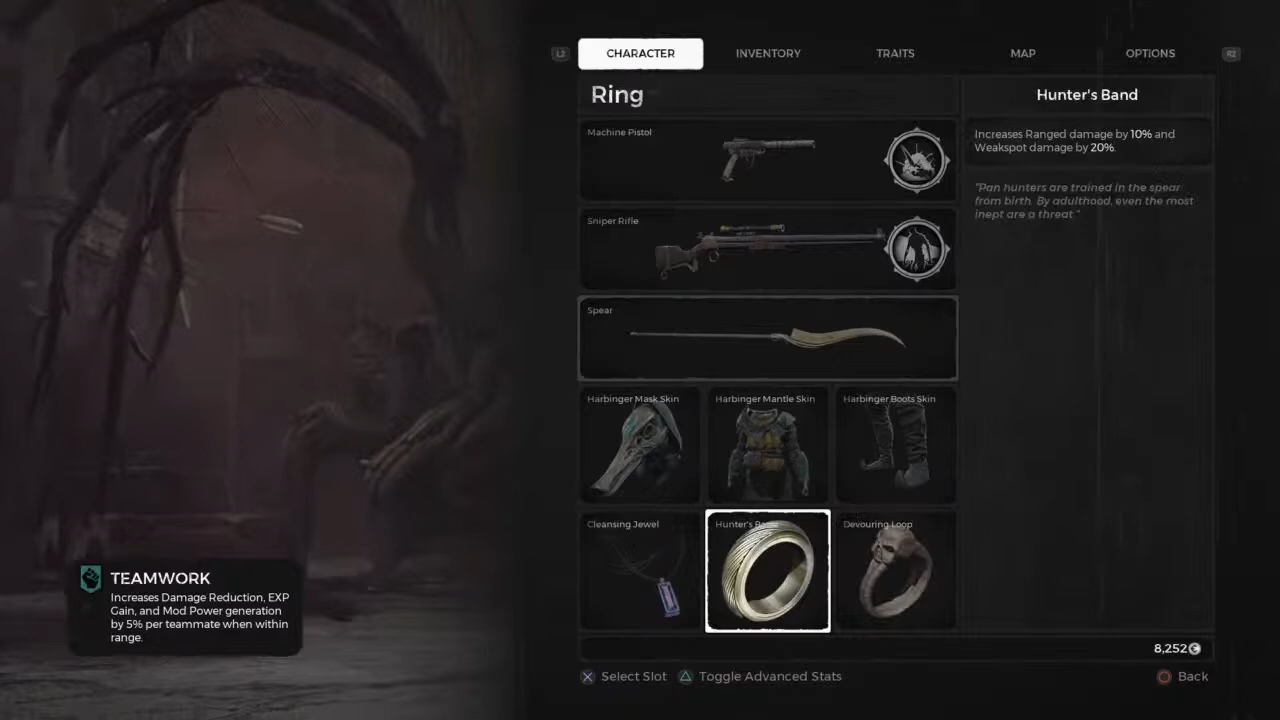 L2
CHARACTER
INVENTORY
TRAITS
MAP
OPTIONS
R2
Ring
Hunter's Band
Machine Pistol
Increases Ranged damage by 10% and
Weakspot damage by 20%.
"Pan hunters are trained in the spear
from birth. By adulthood, even the most
inept are a threat "
Sniper Rifle
Spear
Harbinger Mask Skin
Harbinger Mantle Skin
Harbinger Boots Skin
Cleansing Jewel
Hunter's Band
Devouring Loop
TEAMWORK
Increases Damage Reduction, EXP
Gain, and Mod Power generation
by 5% per teammate when within
range.
8,252
Select Slot
Toggle Advanced Stats
Back